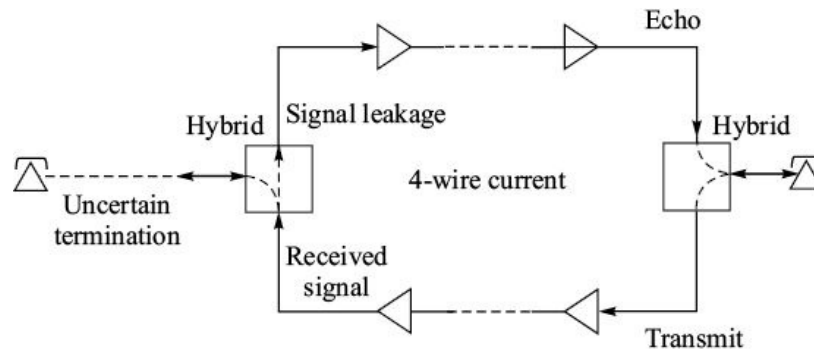 Echo
Hybrid
Signal leakage
Hybrid
4-wire current
Uncertain
termination
Received
signal
Transmit